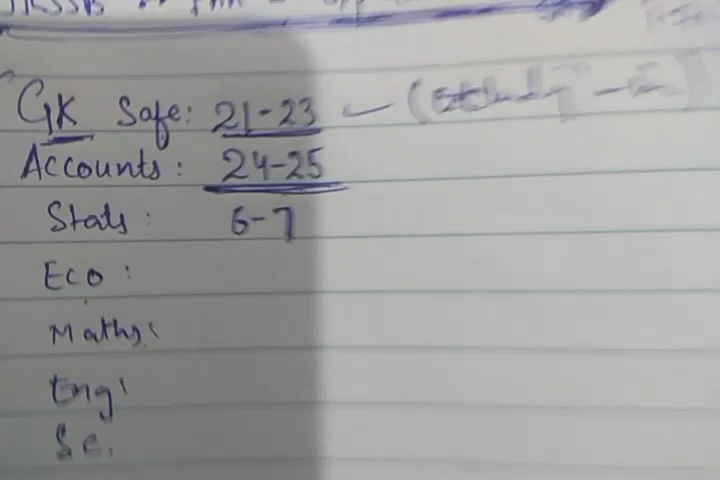 GK Safe: 21-23
Accounts: 24-25
Stats: 6-7
Eco:
Maths:
Eng:
Sc.